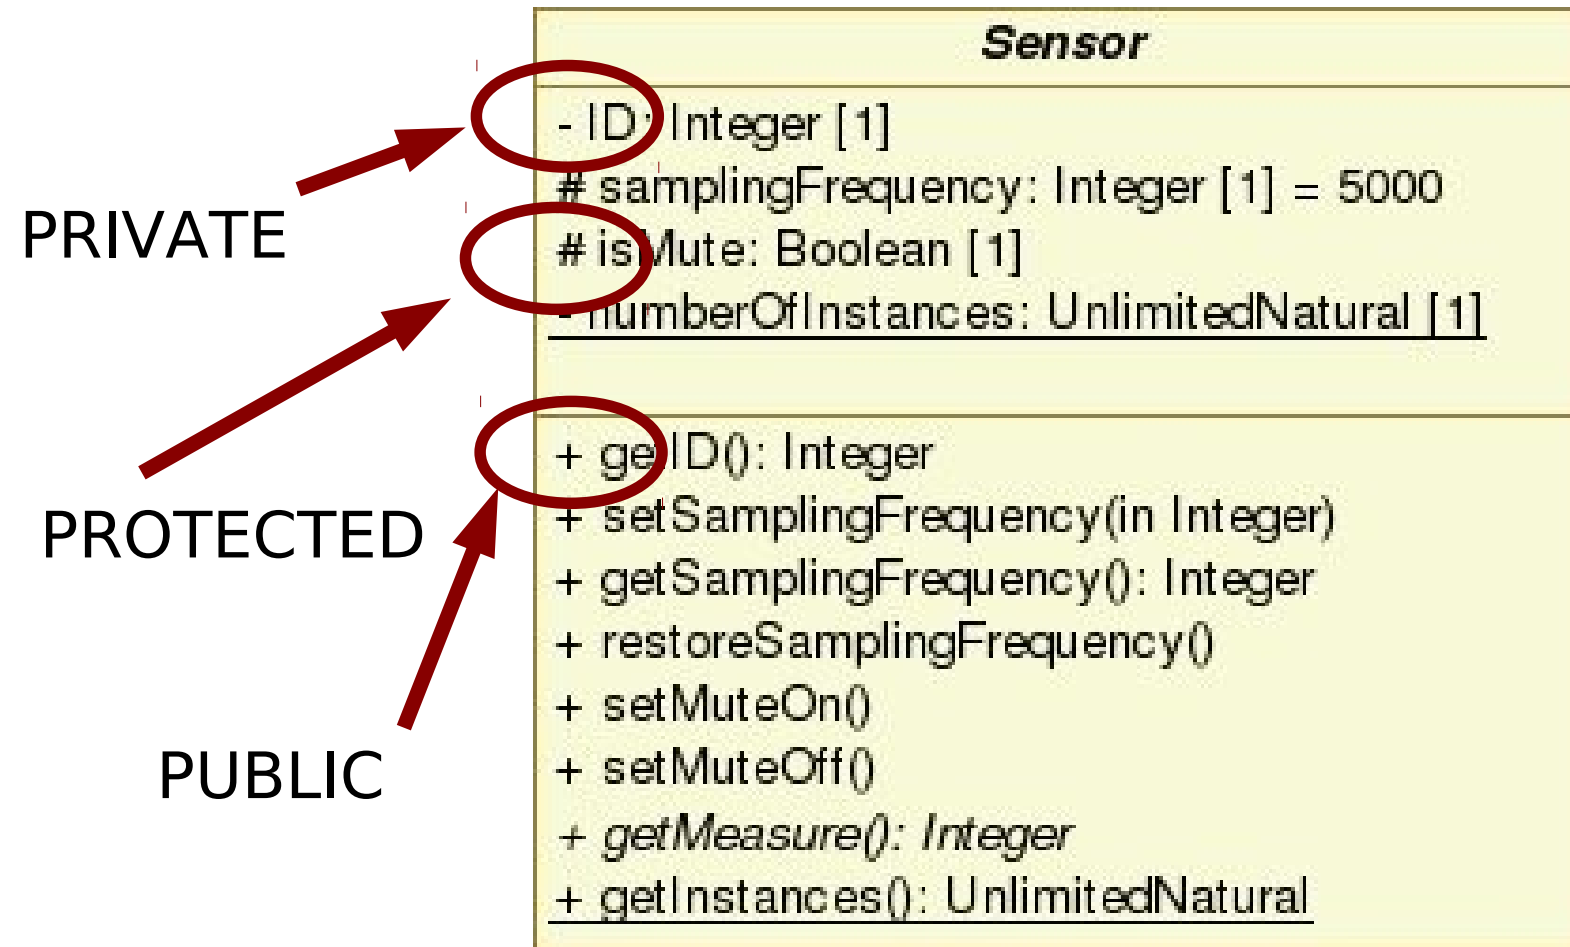 Sensor
- ID: Integer [1]
# samplingFrequency: Integer [1] = 5000
PRIVATE
# isMute: Boolean [1]
- numberOfInstances: UnlimitedNatural [1]
+ getID(): Integer
+ setSamplingFrequency(in Integer)
PROTECTED
+ getSamplingFrequency(): Integer
+ restoreSamplingFrequency()
+ setMuteOn()
PUBLIC
+ setMuteOff()
+ getMeasure(): Integer
+ getInstances(): UnlimitedNatural